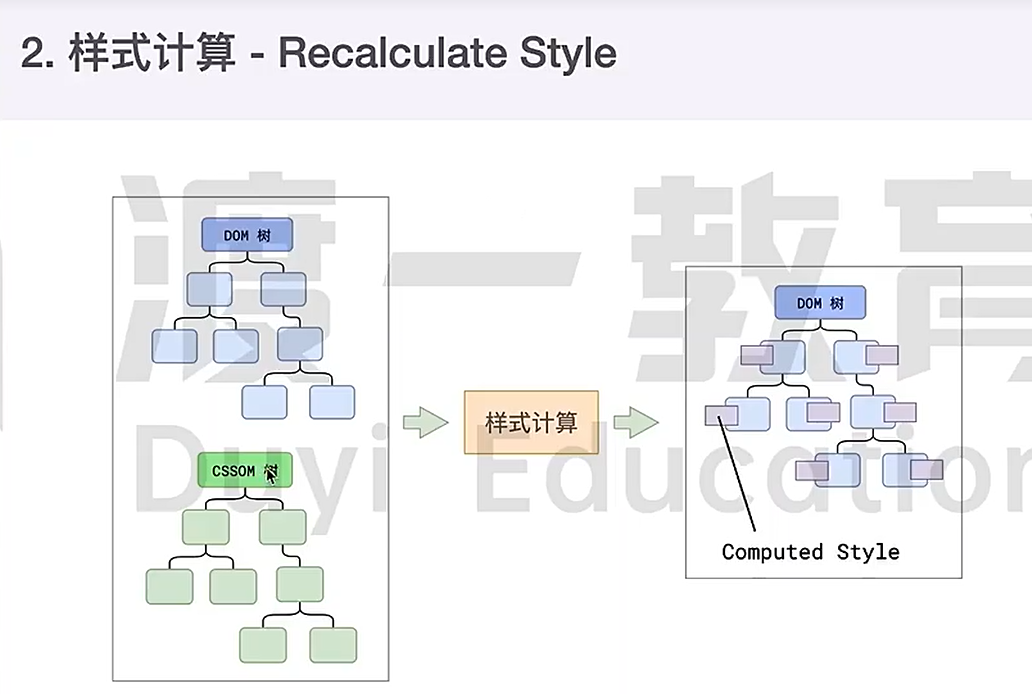 2. 样式计算 - Recalculate Style
渡一教育
Duyi Education
DOM 树
CSSOM 树
样式计算
DOM 树
Computed Style